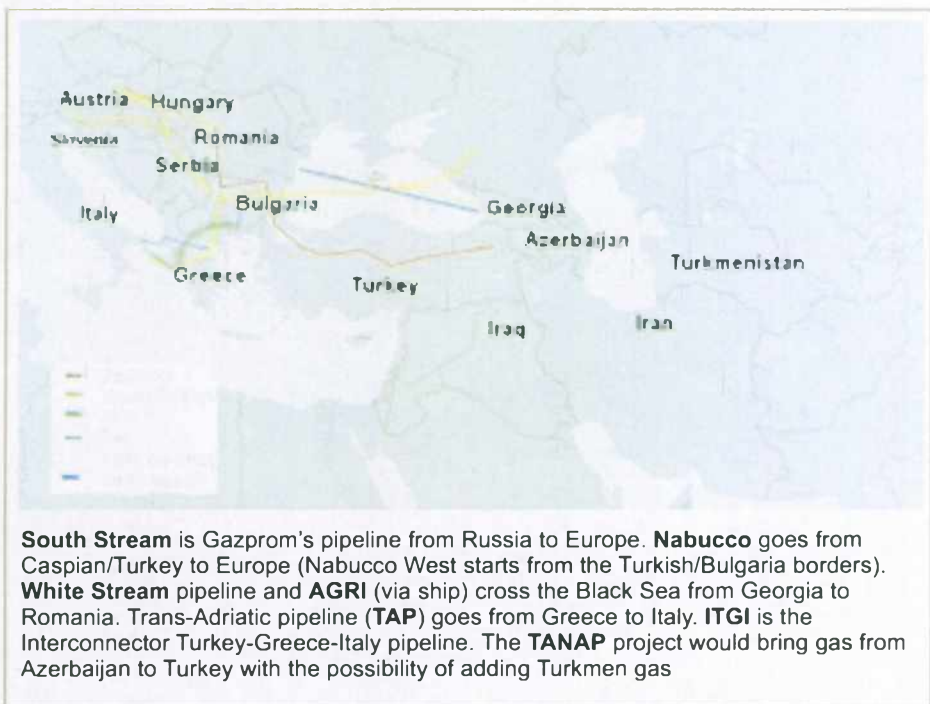 Austria Hungary
Slovenia Romania
Serbia
Italy Bulgaria Georgia
Azerbaijan
Greece Turkey Turkmenistan
Iraq Iran
South Stream is Gazprom's pipeline from Russia to Europe. Nabucco goes from
Caspian/Turkey to Europe (Nabucco West starts from the Turkish/Bulgaria borders).
White Stream pipeline and AGRI (via ship) cross the Black Sea from Georgia to
Romania. Trans-Adriatic pipeline (TAP) goes from Greece to Italy. ITGI is the
Interconnector Turkey-Greece-Italy pipeline. The TANAP project would bring gas from
Azerbaijan to Turkey with the possibility of adding Turkmen gas